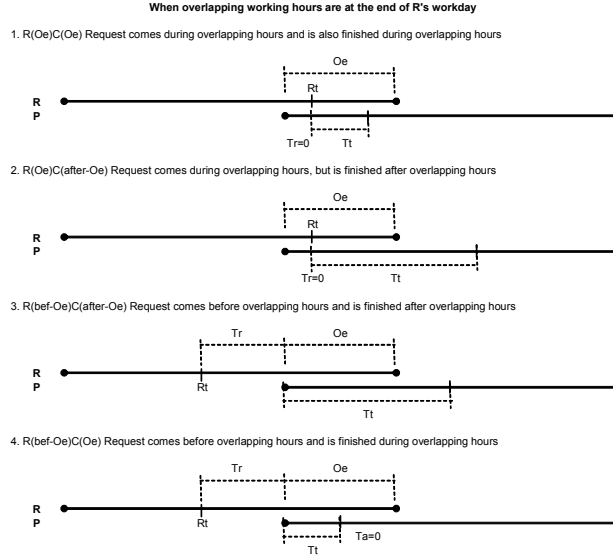 When overlapping working hours are at the end of R's workday
1. R(Oe)C(Oe) Request comes during overlapping hours and is also finished during overlapping hours
Oe
Rt
R
P
Tr=0
Tt
2. R(Oe)C(after-Oe) Request comes during overlapping hours, but is finished after overlapping hours
Oe
Rt
R
P
Tr=0
Tt
3. R(bef-Oe)C(after-Oe) Request comes before overlapping hours and is finished after overlapping hours
Tr
Oe
R
P
Rt
Tt
4. R(bef-Oe)C(Oe) Request comes before overlapping hours and is finished during overlapping hours
Tr
Oe
R
P
Rt
Ta=0
Tt